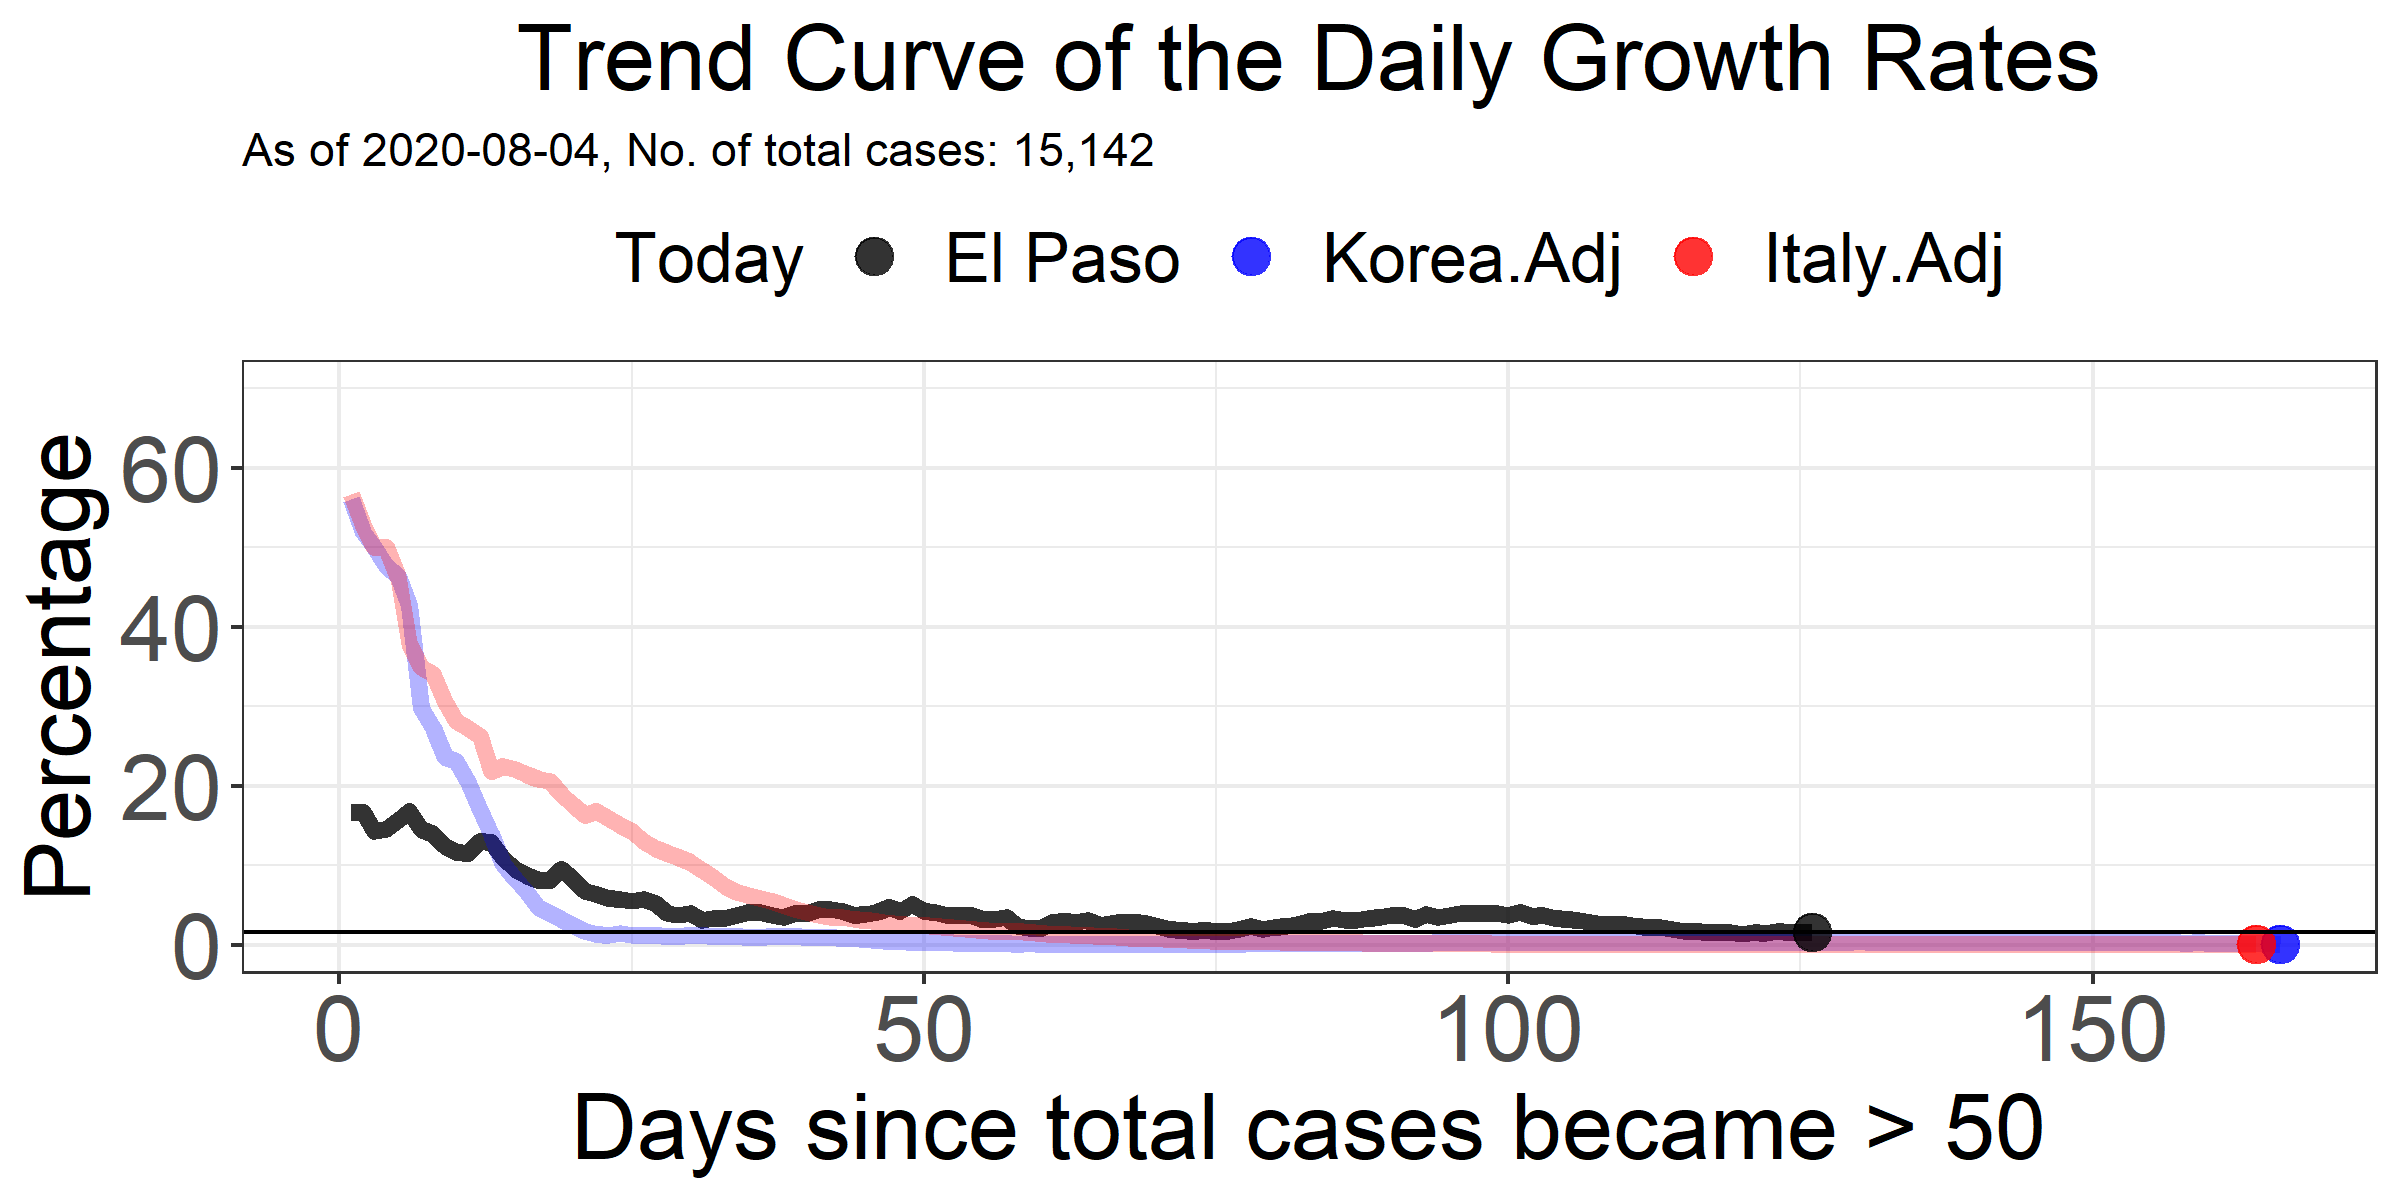 Trend Curve of the Daily Growth Rates
As of 2020-08-04, No. of total cases: 15,142
Today El Paso Korea.Adj Italy.Adj
Percentage
60
40
20
0
0 50 100 150
Days since total cases became > 50